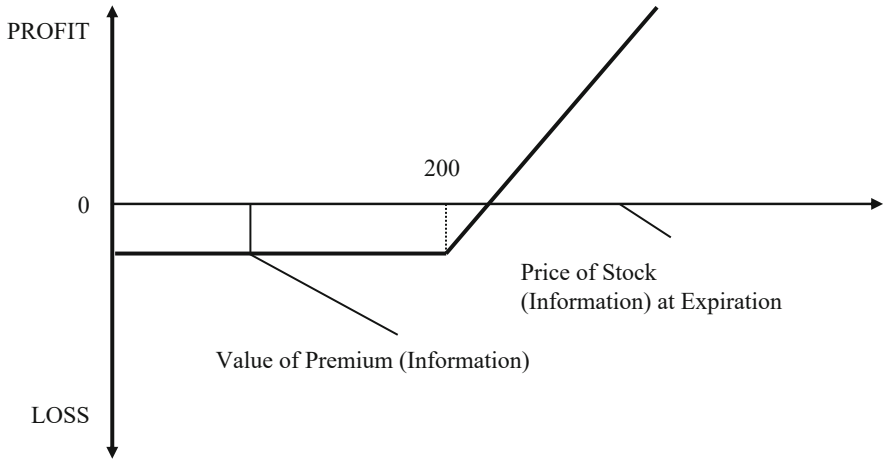 PROFIT
200
0
Price of Stock
(Information) at Expiration
Value of Premium (Information)
LOSS